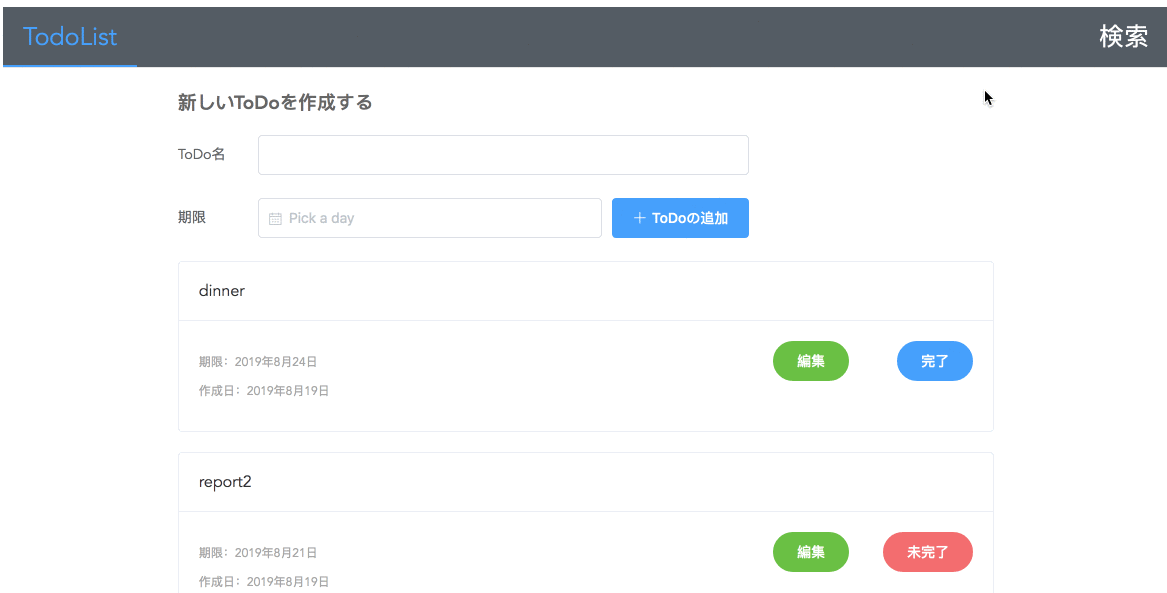 TodoList 検索
新しいToDoを作成する
ToDo名
期限 Pick a day + ToDoの追加
dinner
期限：2019年8月24日 編集 完了
作成日：2019年8月19日
report2
期限：2019年8月21日 編集 未完了
作成日：2019年8月19日